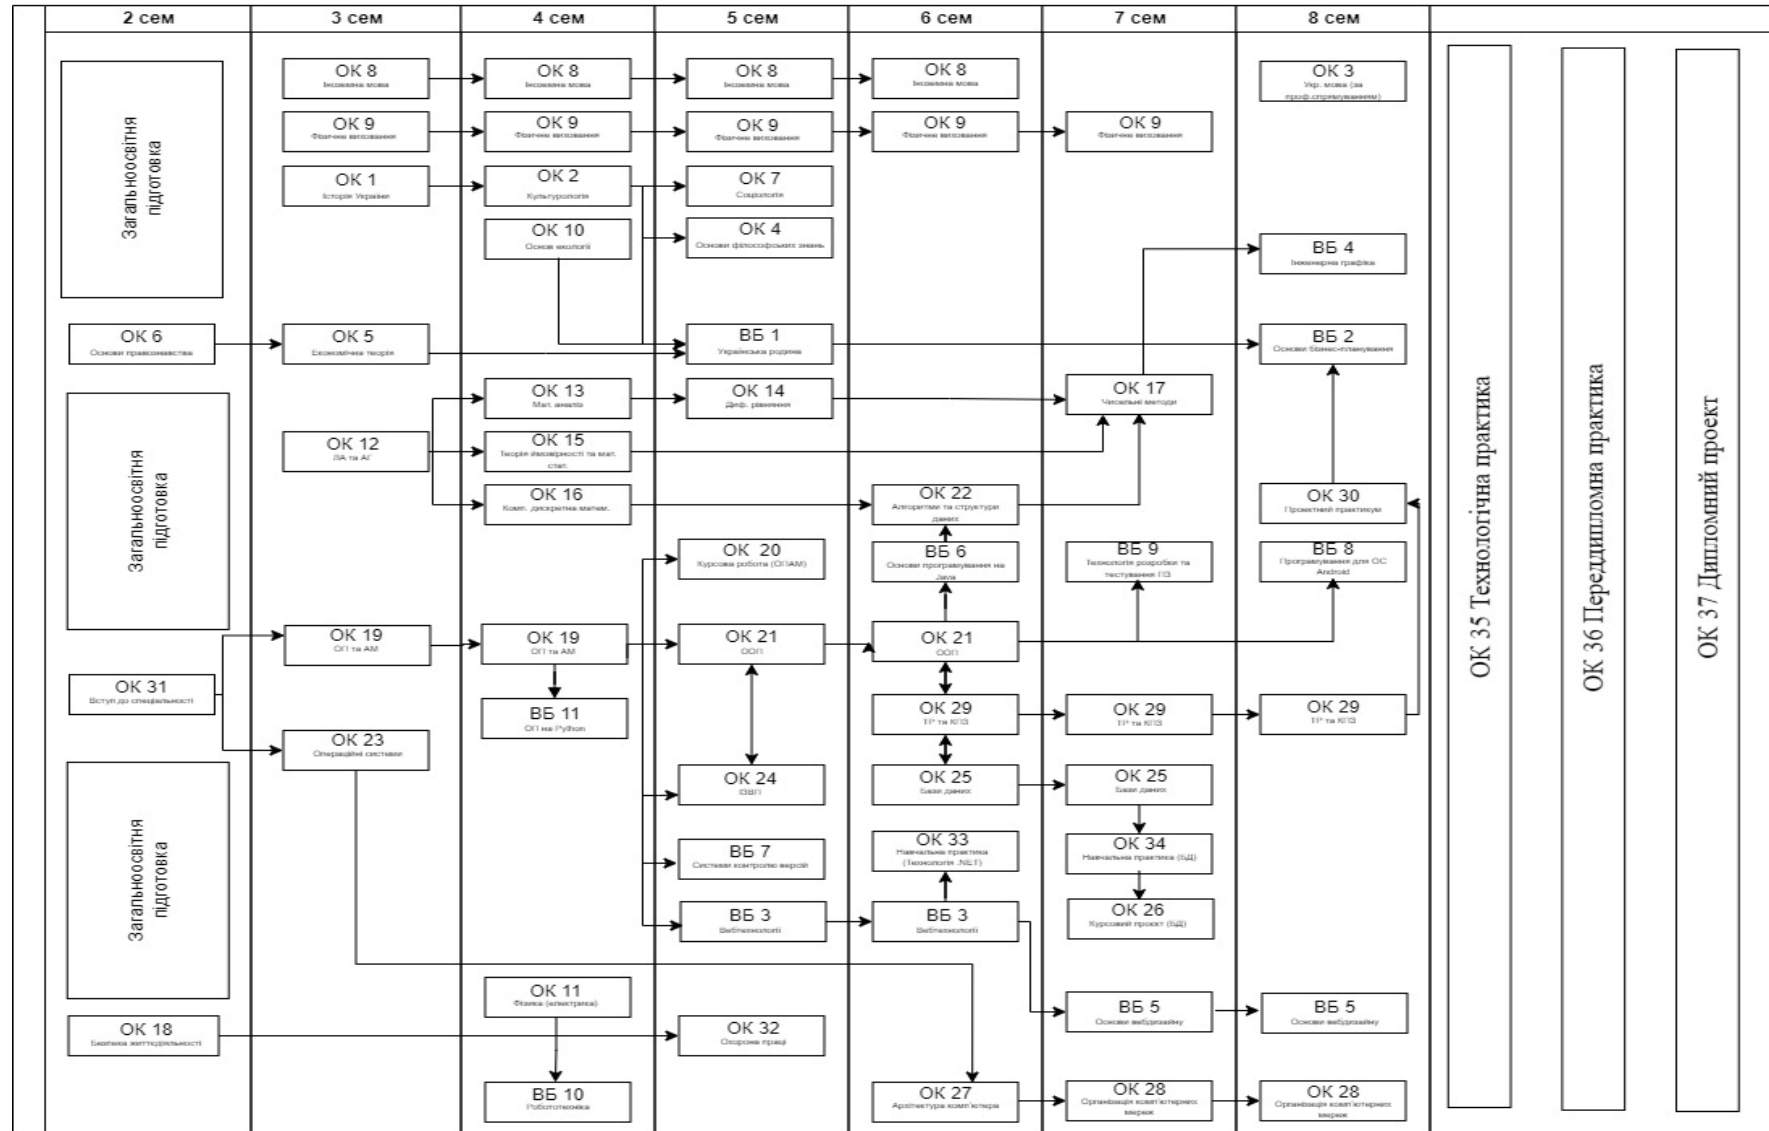 2 сем
3 сем
4 сем
5 сем
6 сем
7 сем
8 сем
Загальноосвітня
підготовка
ОК 6
Основи правознавства
Загальноосвітня
підготовка
ОК 31
Вступ до спеціальності
Загальноосвітня
підготовка
ОК 18
Безпека життєдіяльності
ОК 8
Іноземна мова
ОК 9
Фізичне виховання
ОК 1
Історія України
ОК 5
Економічна теорія
ОК 12
ЛА та АГ
ОК 19
ОП та АМ
ОК 23
Операційні системи
ОК 8
Іноземна мова
ОК 9
Фізичне виховання
ОК 2
Культурологія
ОК 10
Основ екології
ОК 13
Мат. аналіз
ОК 15
Теорія ймовірності та мат.
стат.
ОК 16
Комп. дискретна матем.
ОК 19
ОП та АМ
ВБ 11
ОП на Python
ОК 11
Фізика (електрика)
ВБ 10
Робототехніка
ОК 8
Іноземна мова
ОК 9
Фізичне виховання
ОК 7
Соціологія
ОК 4
Основи філософських знань
ВБ 1
Українська родина
ОК 14
Диф. рівняння
ОК 20
Курсова робота (ОПАМ)
ОК 21
ООП
ОК 24
ІЗВП
ВБ 7
Системи контролю версій
ВБ 3
Вебтехнології
ОК 32
Охорона праці
ОК 8
Іноземна мова
ОК 9
Фізичне виховання
ОК 22
Алгоритми та структури
даних
ВБ 6
Основи програмування на
Java
ОК 21
ООП
ОК 29
ТР та КПЗ
ОК 25
Бази даних
ОК 33
Навчальна практика
(Технологія .NET)
ВБ 3
Вебтехнології
ОК 27
Архітектура комп'ютера
ОК 9
Фізичне виховання
ОК 17
Чисельні методи
ВБ 9
Технологія розробки та
тестування ПЗ
ОК 29
ТР та КПЗ
ОК 25
Бази даних
ОК 34
Навчальна практика (БД)
ОК 26
Курсовий проєкт (БД)
ВБ 5
Основи вебдизайну
ОК 28
Організація комп'ютерних
мереж
ОК 3
Укр. мова (за
проф.спрямуванням)
ВБ 4
Інженерна графіка
ВБ 2
Основи бізнес-планування
ОК 30
Проектний практикум
ВБ 8
Програмування для ОС
Android
ОК 29
ТР та КПЗ
ВБ 5
Основи вебдизайну
ОК 28
Організація комп'ютерних
мереж
ОК 35 Технологічна практика
ОК 36 Переддипломна практика
ОК 37 Дипломний проект